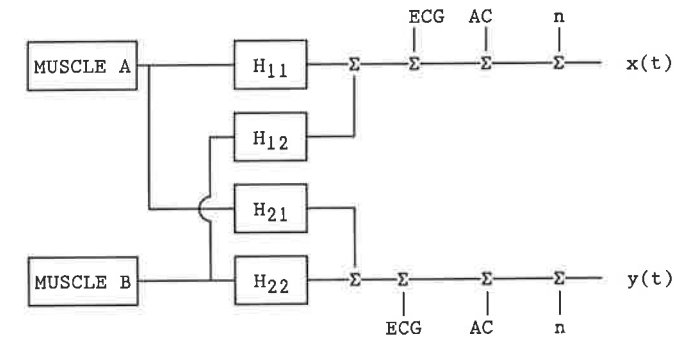 ECG AC n
MUSCLE A H11 Σ Σ Σ Σ x(t)
H12
H21
MUSCLE B H22 Σ Σ Σ Σ y(t)
ECG AC n